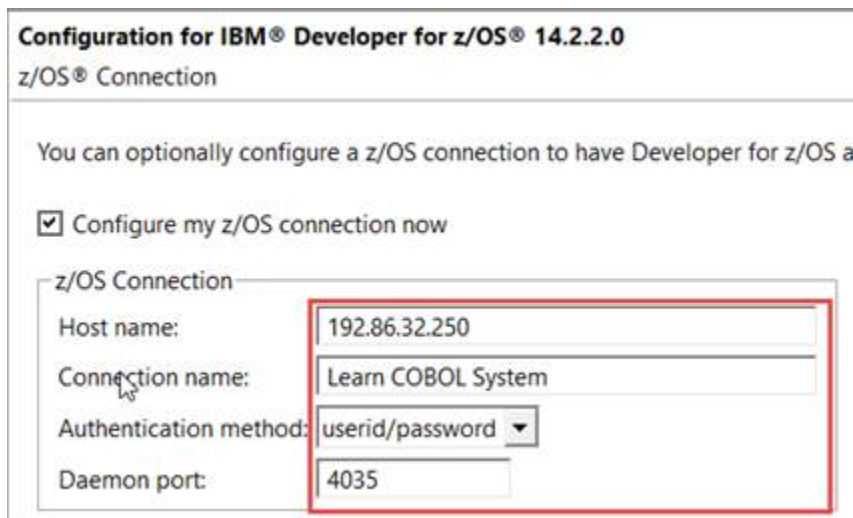 Configuration for IBM® Developer for z/OS® 14.2.2.0
z/OS® Connection
You can optionally configure a z/OS connection to have Developer for z/OS a
Configure my z/OS connection now
z/OS Connection
Host name: 192.86.32.250
Connection name: Learn COBOL System
Authentication method: userid/password
Daemon port: 4035